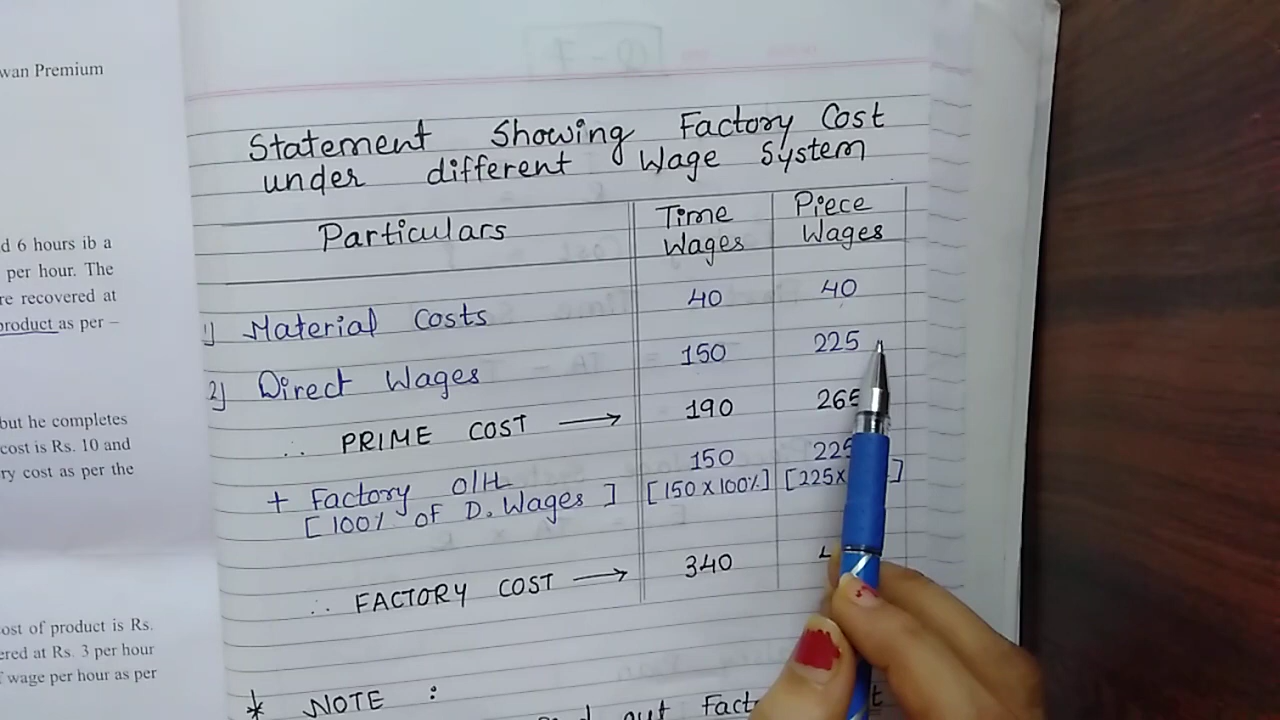 wan Premium
d 6 hours ib a
per hour. The
re recovered at
product as per –
but he completes
cost is Rs. 10 and
ry cost as per the
ost of product is Rs.
ered at Rs. 3 per hour
wage per hour as per
Statement Showing Factory Cost
under different Wage System
Particulars Time Wages Piece Wages
1) Material Costs 40 40
2) Direct Wages 150 225
∴ PRIME COST → 190 265
+ Factory O/H 150 225
[100% of D. Wages] [150 X 100%] [225X
∴ FACTORY COST → 340
* NOTE :
out